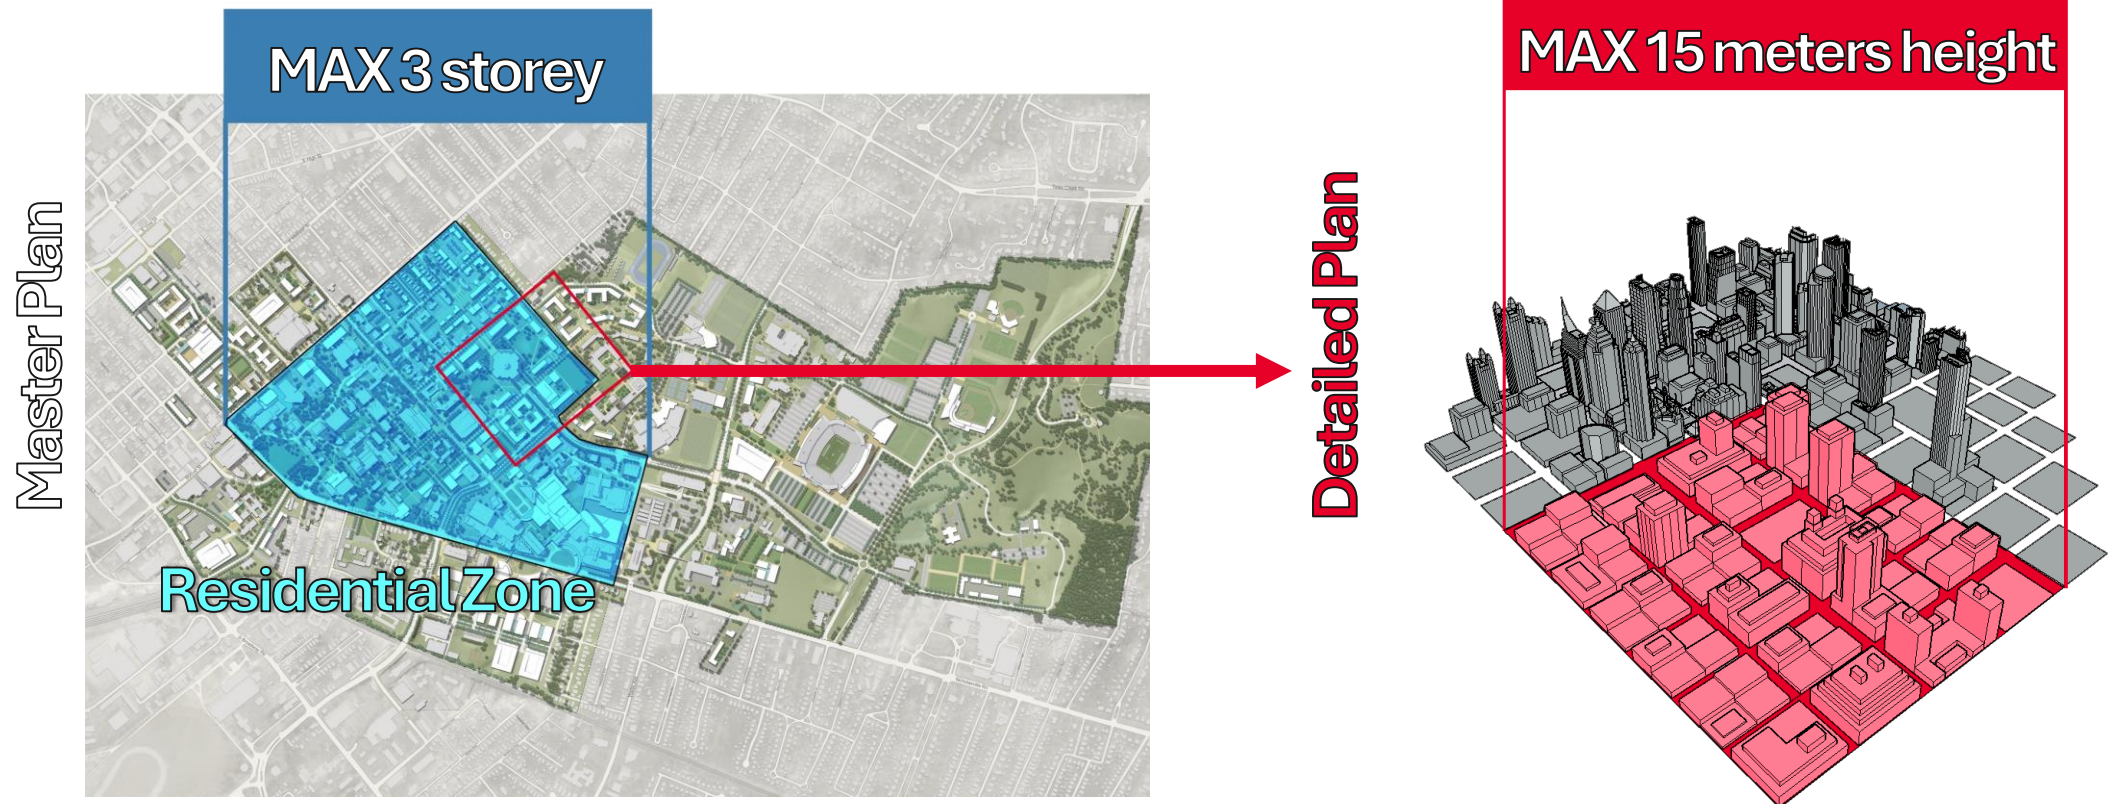 MAX 3 storey
MAX 15 meters height
Master Plan
Detailed Plan
Residential Zone